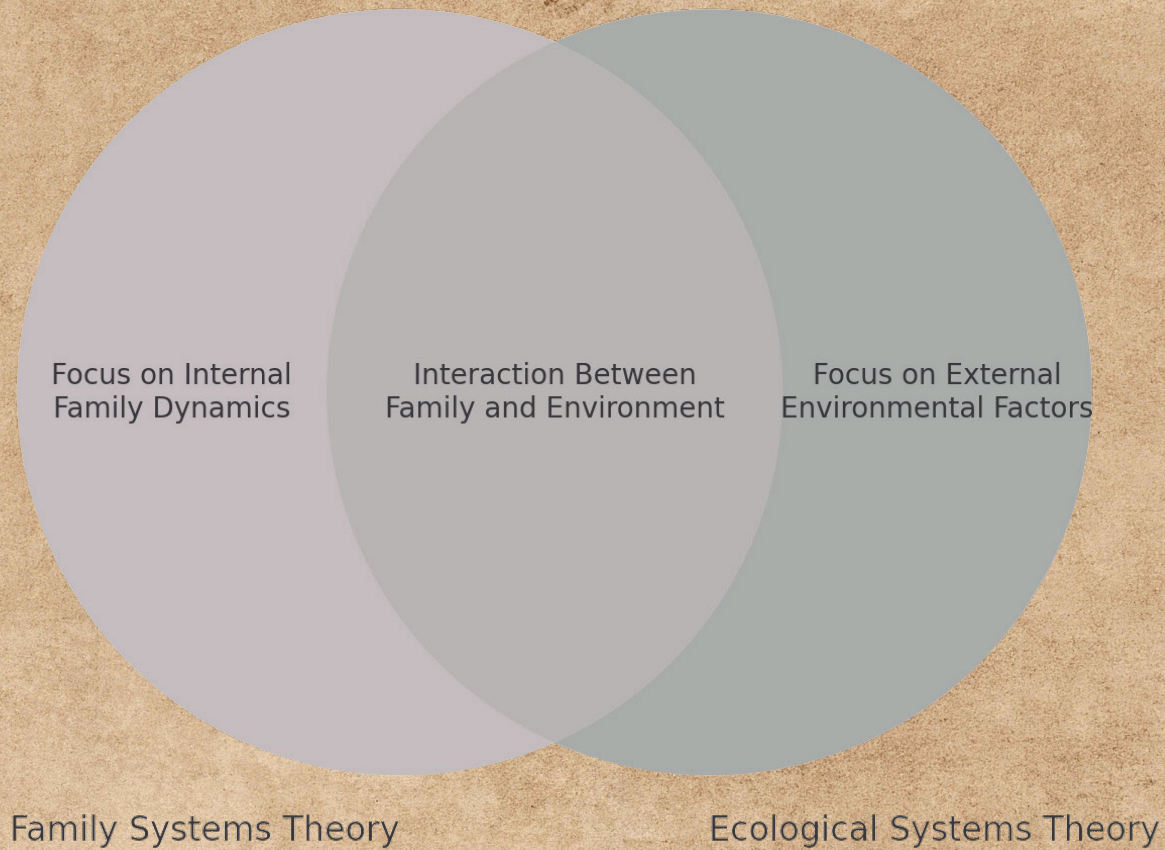 Focus on Internal
Family Dynamics
Interaction Between
Family and Environment
Focus on External
Environmental Factors
Family Systems Theory
Ecological Systems Theory